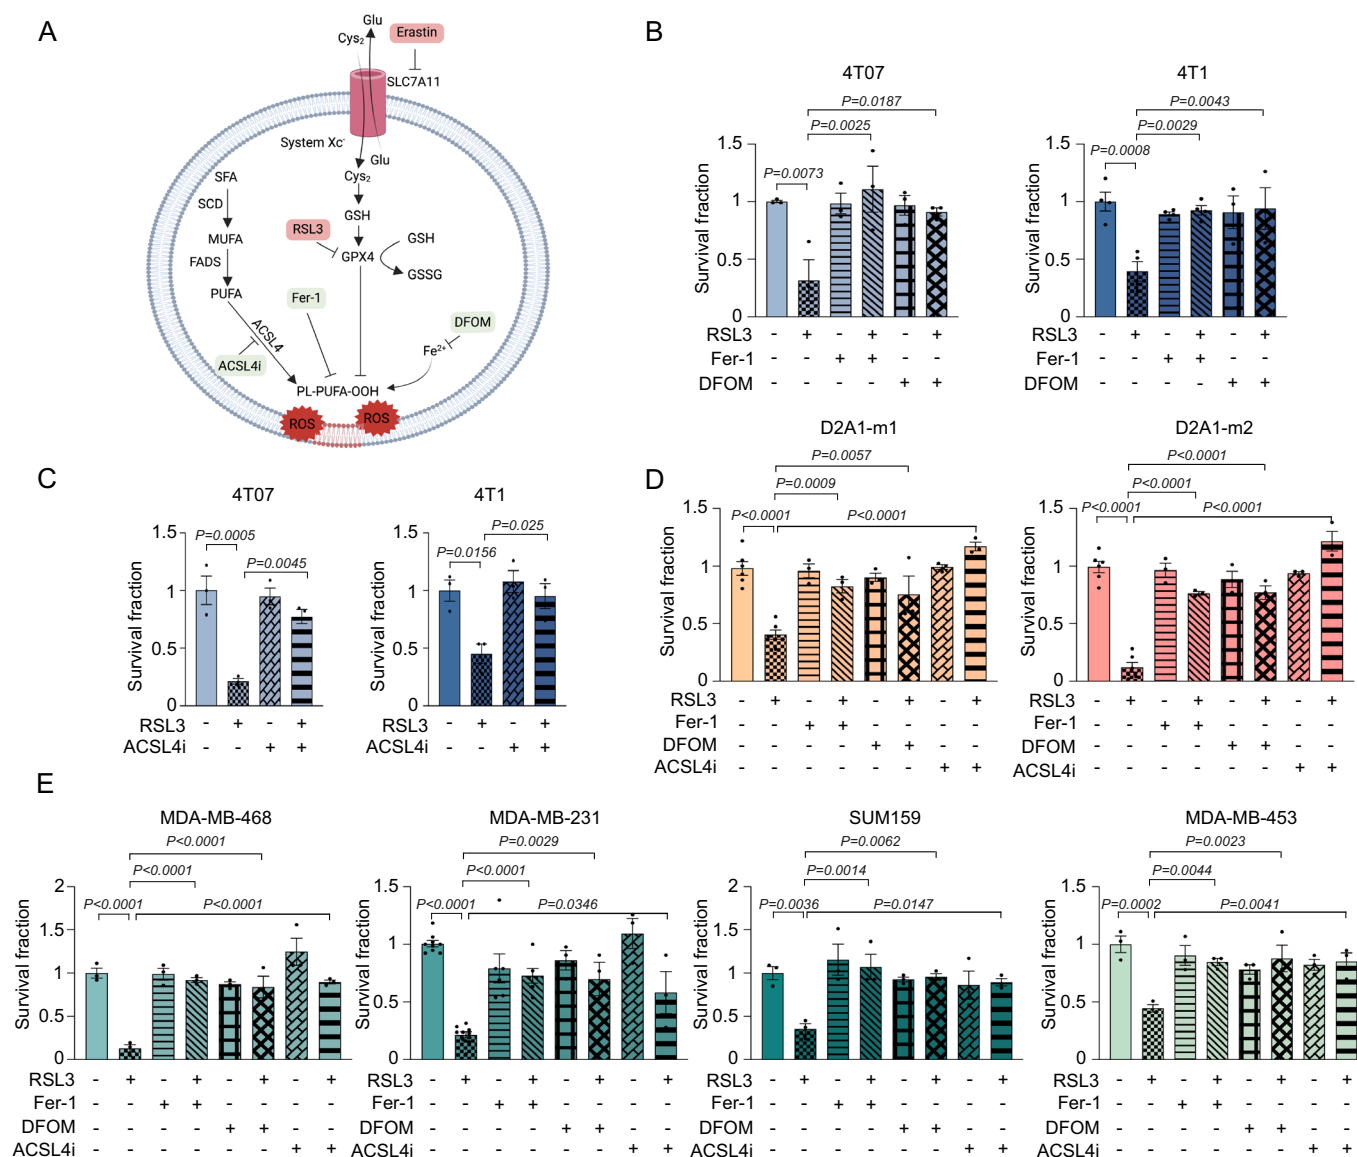 A
Glu
Cys2
Erastin
SLC7A11
System Xc-
Glu
Cys2
SFA
SCD
MUFA
FADS
PUFA
ACSL4
ACSL4i
GSH
RSL3
GPX4
GSH
GSSG
Fer-1
DFOM
Fe2+
PL-PUFA-OOH
ROS
ROS
B
4T07
P=0.0187
P=0.0025
P=0.0073
Survival fraction
1.5
1
0.5
0
RSL3 - + - + - +
Fer-1 - - + + - -
DFOM - - - - + +
4T1
P=0.0043
P=0.0029
P=0.0008
Survival fraction
1.5
1
0.5
0
RSL3 - + - + - +
Fer-1 - - + + - -
DFOM - - - - + +
C
4T07
P=0.0005
P=0.0045
Survival fraction
1.5
1
0.5
0
RSL3 - + - +
ACSL4i - - + +
4T1
P=0.025
P=0.0156
Survival fraction
1.5
1
0.5
0
RSL3 - + - +
ACSL4i - - + +
D
D2A1-m1
P=0.0057
P=0.0009
P<0.0001
P<0.0001
Survival fraction
1.5
1
0.5
0
RSL3 - + - + - + - +
Fer-1 - - + + - - - -
DFOM - - - - + + - -
ACSL4i - - - - - - + +
D2A1-m2
P<0.0001
P<0.0001
P<0.0001
P<0.0001
Survival fraction
1.5
1
0.5
0
RSL3 - + - + - + - +
Fer-1 - - + + - - - -
DFOM - - - - + + - -
ACSL4i - - - - - - + +
E
MDA-MB-468
P<0.0001
P<0.0001
P<0.0001
P<0.0001
Survival fraction
2
1.5
1
0.5
0
RSL3 - + - + - + - +
Fer-1 - - + + - - - -
DFOM - - - - + + - -
ACSL4i - - - - - - + +
MDA-MB-231
P=0.0029
P<0.0001
P<0.0001
P=0.0346
Survival fraction
1.5
1
0.5
0
RSL3 - + - + - + - +
Fer-1 - - + + - - - -
DFOM - - - - + + - -
ACSL4i - - - - - - + +
SUM159
P=0.0062
P=0.0014
P=0.0036
P=0.0147
Survival fraction
2
1.5
1
0.5
0
RSL3 - + - + - + - +
Fer-1 - - + + - - - -
DFOM - - - - + + - -
ACSL4i - - - - - - + +
MDA-MB-453
P=0.0023
P=0.0044
P=0.0002
P=0.0041
Survival fraction
1.5
1
0.5
0
RSL3 - + - + - + - +
Fer-1 - - + + - - - -
DFOM - - - - + + - -
ACSL4i - - - - - - + +